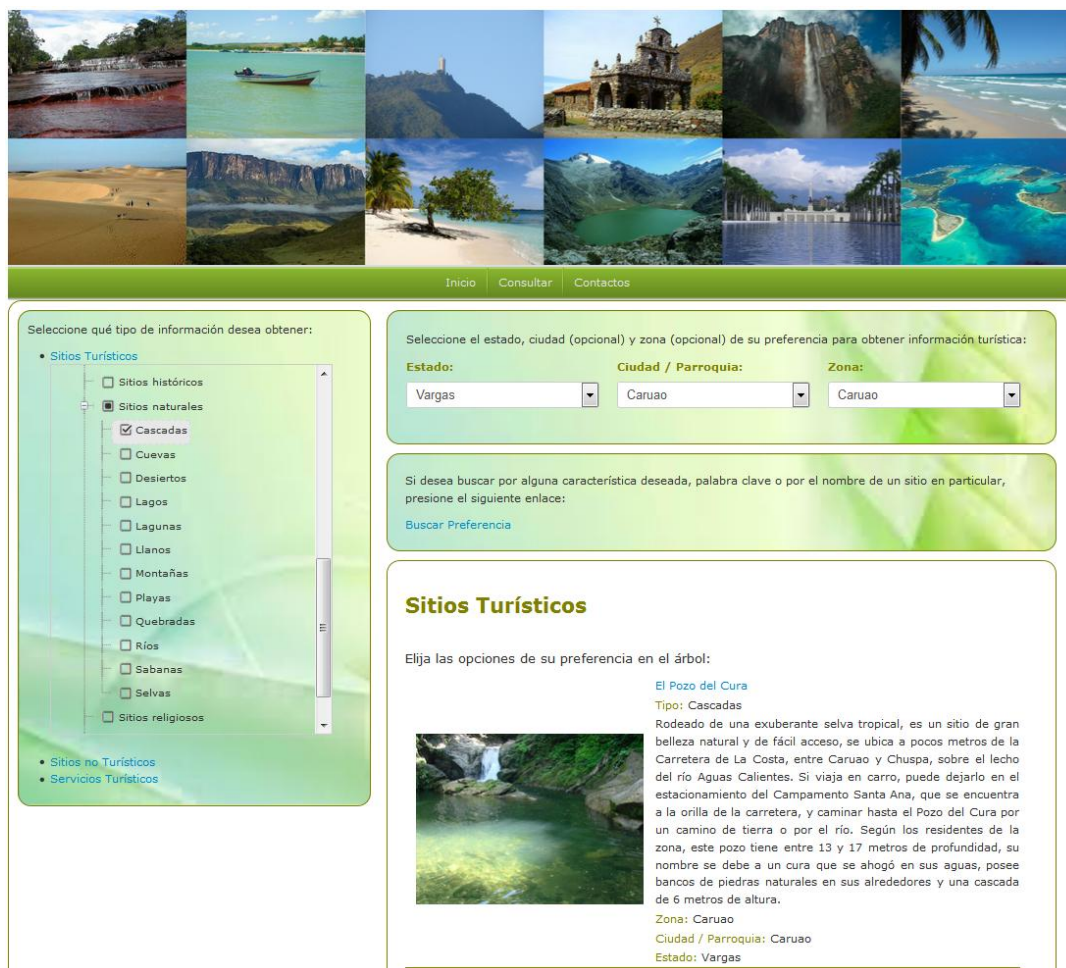 Inicio
Consultar
Contactos
Seleccione qué tipo de información desea obtener:
Sitios Turísticos
Sitios históricos
Sitios naturales
Cascadas
Cuevas
Desiertos
Lagos
Lagunas
Llanos
Montañas
Playas
Quebradas
Ríos
Sabanas
Selvas
Sitios religiosos
Sitios no Turísticos
Servicios Turísticos
Seleccione el estado, ciudad (opcional) y zona (opcional) de su preferencia para obtener información turística:
Estado:
Ciudad / Parroquia:
Zona:
Vargas
Caruao
Caruao
Si desea buscar por alguna característica deseada, palabra clave o por el nombre de un sitio en particular,
presione el siguiente enlace:
Buscar Preferencia
Sitios Turísticos
Elija las opciones de su preferencia en el árbol:
El Pozo del Cura
Tipo: Cascadas
Rodeado de una exuberante selva tropical, es un sitio de gran
belleza natural y de fácil acceso, se ubica a pocos metros de la
Carretera de La Costa, entre Caruao y Chuspa, sobre el lecho
del río Aguas Calientes. Si viaja en carro, puede dejarlo en el
estacionamiento del Campamento Santa Ana, que se encuentra
a la orilla de la carretera, y caminar hasta el Pozo del Cura por
un camino de tierra o por el río. Según los residentes de la
zona, este pozo tiene entre 13 y 17 metros de profundidad, su
nombre se debe a un cura que se ahogó en sus aguas, posee
bancos de piedras naturales en sus alrededores y una cascada
de 6 metros de altura.
Zona: Caruao
Ciudad / Parroquia: Caruao
Estado: Vargas